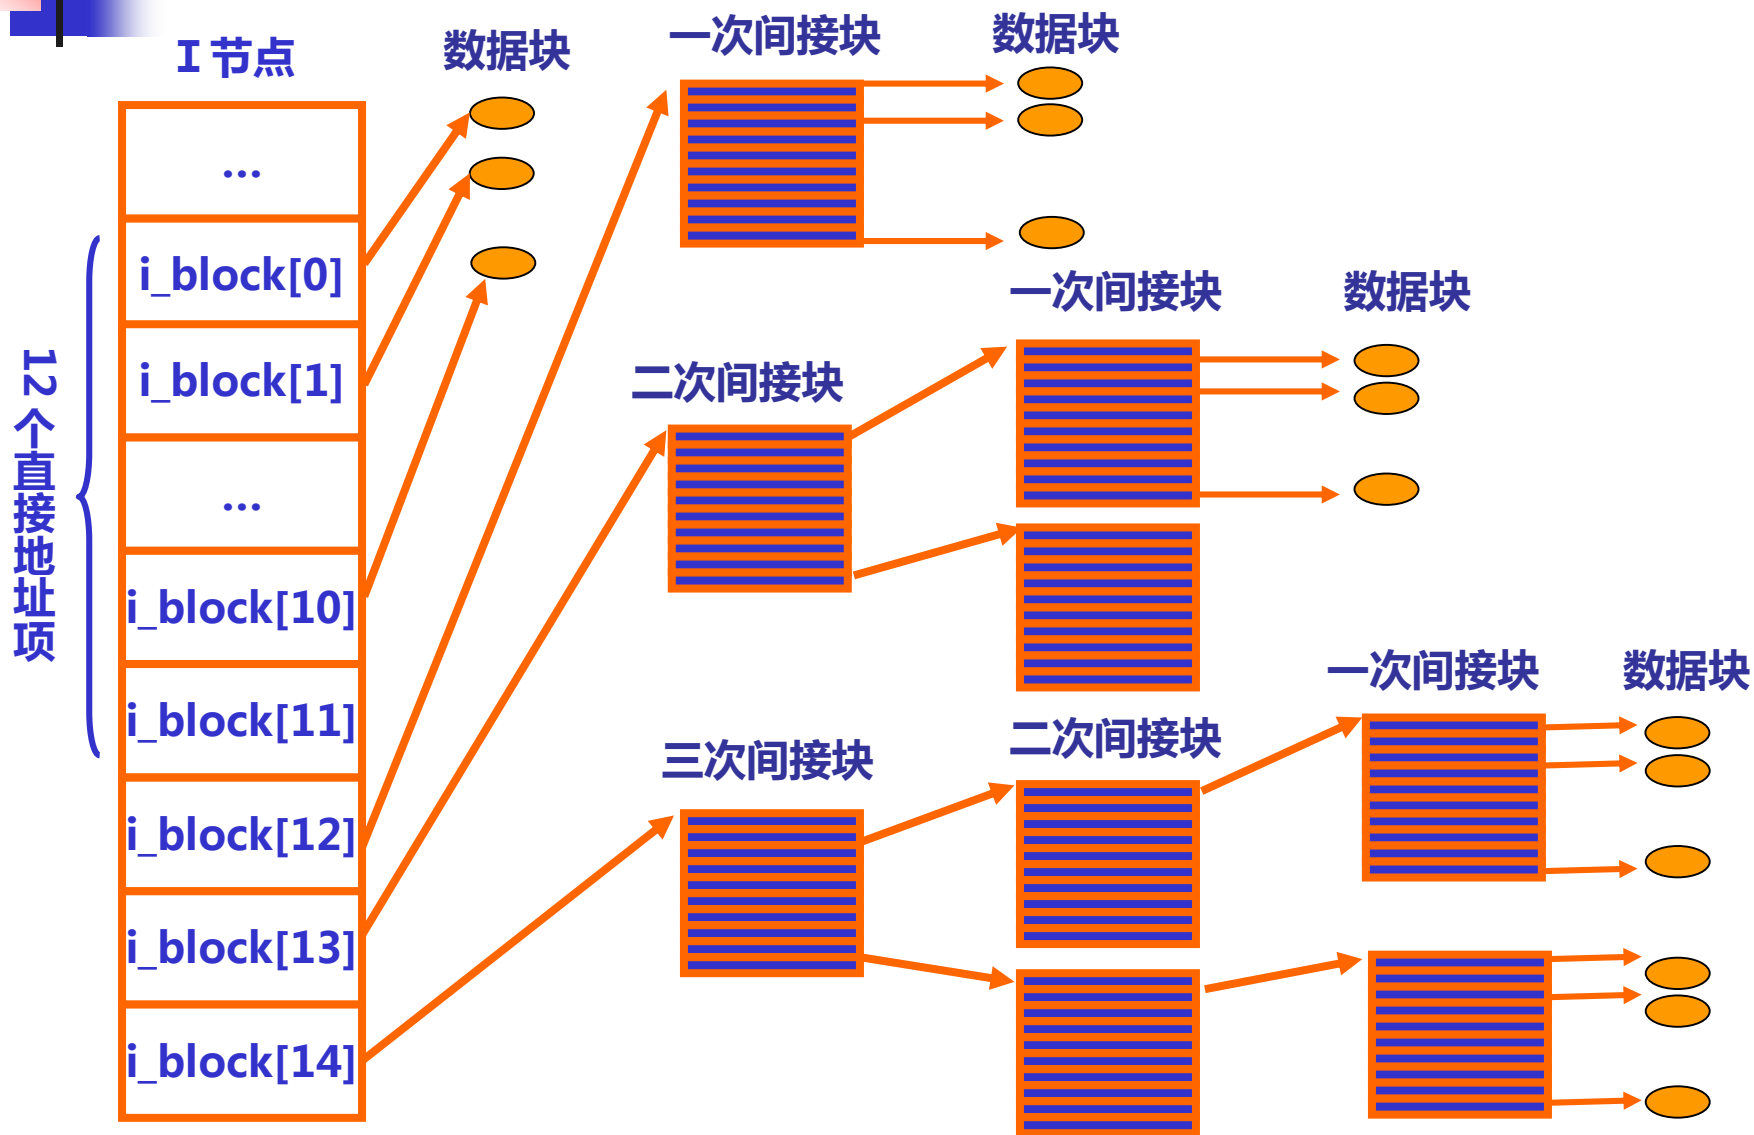 I 节点
数据块
一次间接块
数据块
...
i_block[0]
i_block[1]
...
i_block[10]
i_block[11]
i_block[12]
i_block[13]
i_block[14]
12个直接地址项
一次间接块
数据块
二次间接块
一次间接块
数据块
二次间接块
三次间接块